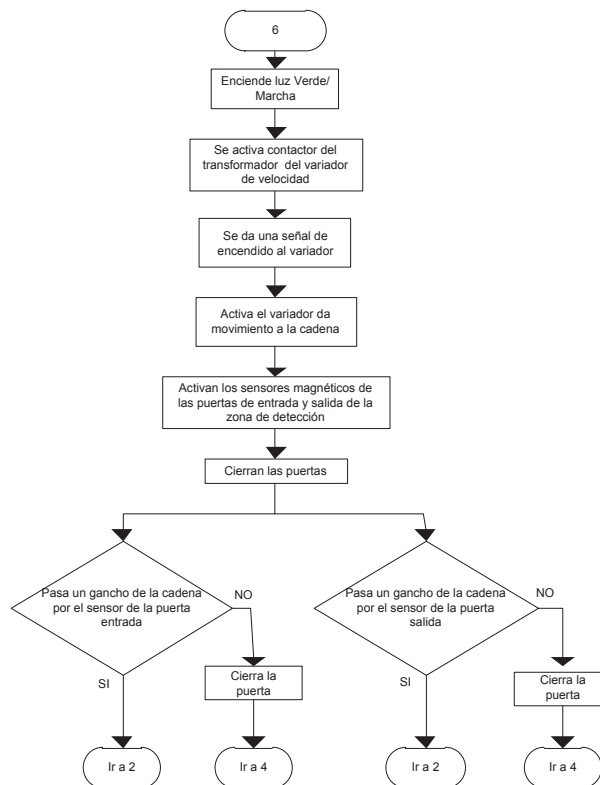 6
Enciende luz Verde/
Marcha
Se activa contactor del
transformador del variador
de velocidad
Se da una señal de
encendido al variador
Activa el variador da
movimiento a la cadena
Activan los sensores magnéticos de
las puertas de entrada y salida de la
zona de detección
Cierran las puertas
Pasa un gancho de la cadena
por el sensor de la puerta
entrada
NO
SI
Cierra la
puerta
Ir a 2
Ir a 4
Pasa un gancho de la cadena
por el sensor de la puerta
salida
NO
SI
Cierra la
puerta
Ir a 2
Ir a 4